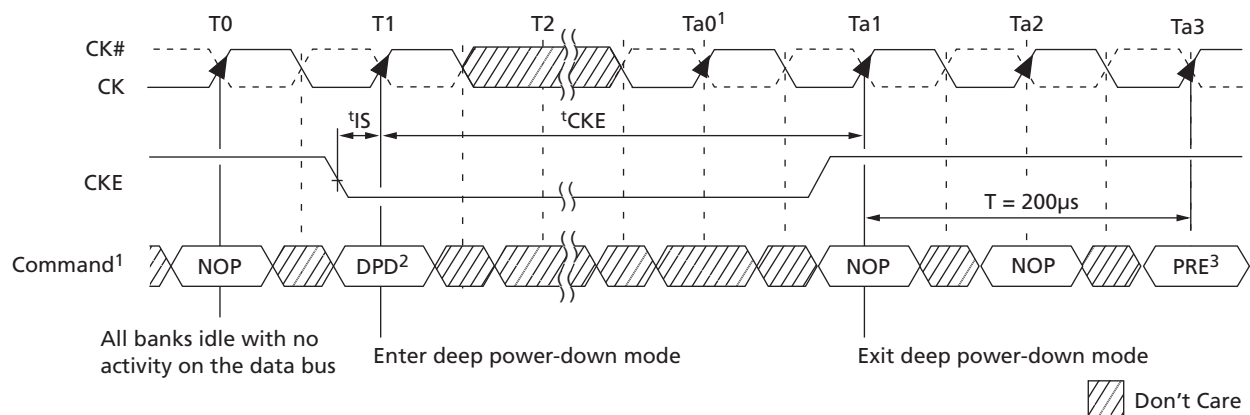 T0 T1 T2 Ta0¹ Ta1 Ta2 Ta3
CK#
CK
ᵗIS ᵗCKE
CKE
T = 200µs
Command¹ NOP DPD² NOP NOP PRE³
All banks idle with no
activity on the data bus
Enter deep power-down mode
Exit deep power-down mode
Don't Care